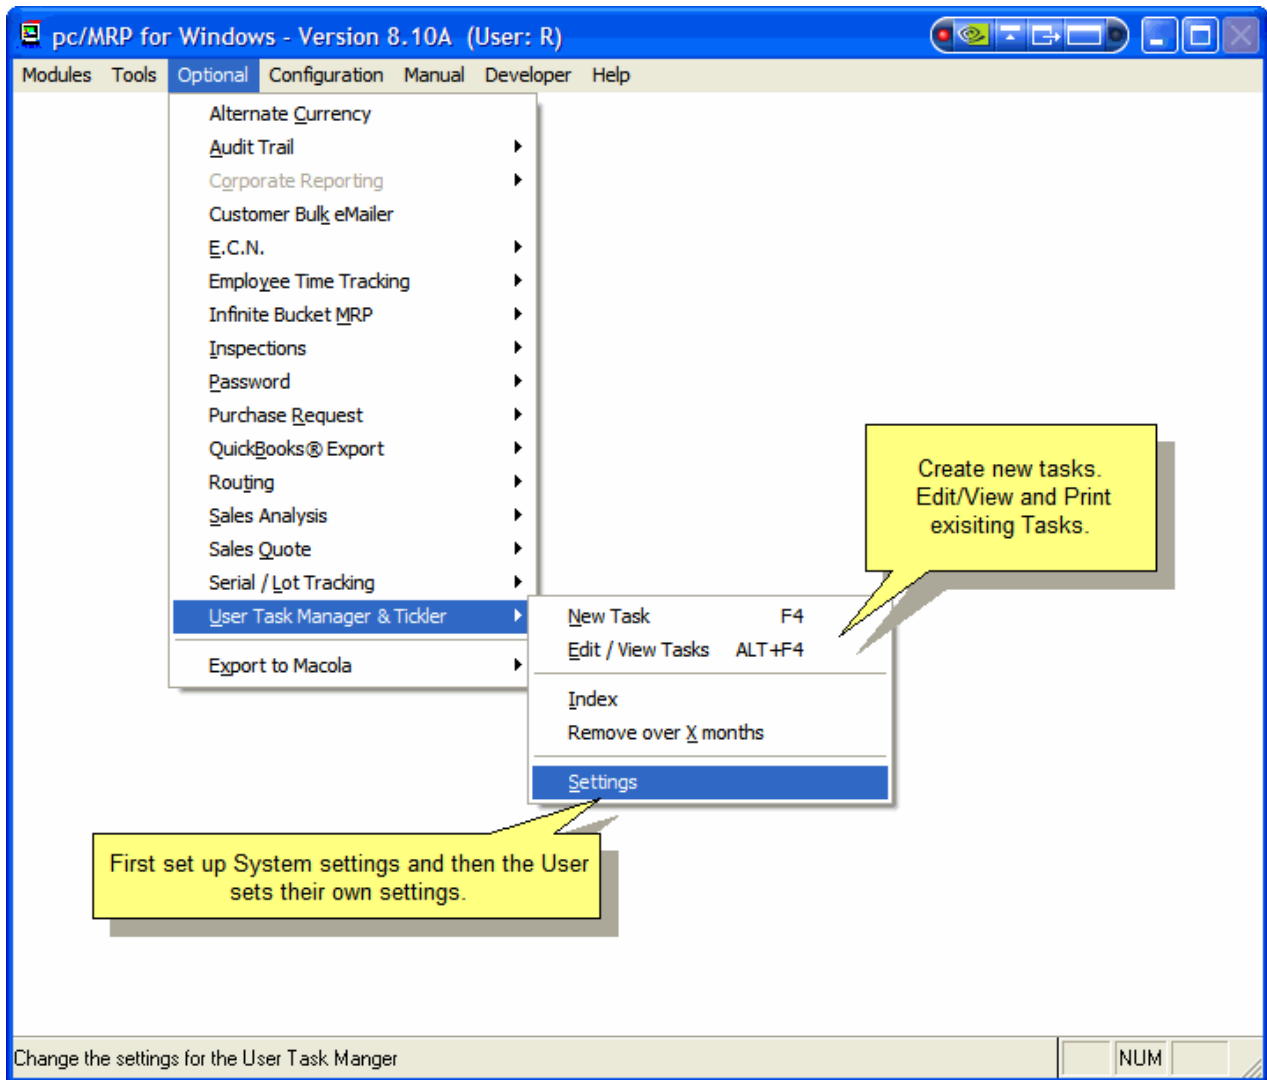 pc/MRP for Windows - Version 8.10A (User: R)
Modules Tools Optional Configuration Manual Developer Help
Alternate Currency
Audit Trail
Corporate Reporting
Customer Bulk eMailer
E.C.N.
Employee Time Tracking
Infinite Bucket MRP
Inspections
Password
Purchase Request
QuickBooks® Export
Routing
Sales Analysis
Sales Quote
Serial / Lot Tracking
User Task Manager & Tickler
Export to Macola
Create new tasks.
Edit/View and Print
exisiting Tasks.
New Task F4
Edit / View Tasks ALT+F4
Index
Remove over X months
Settings
First set up System settings and then the User
sets their own settings.
Change the settings for the User Task Manger NUM